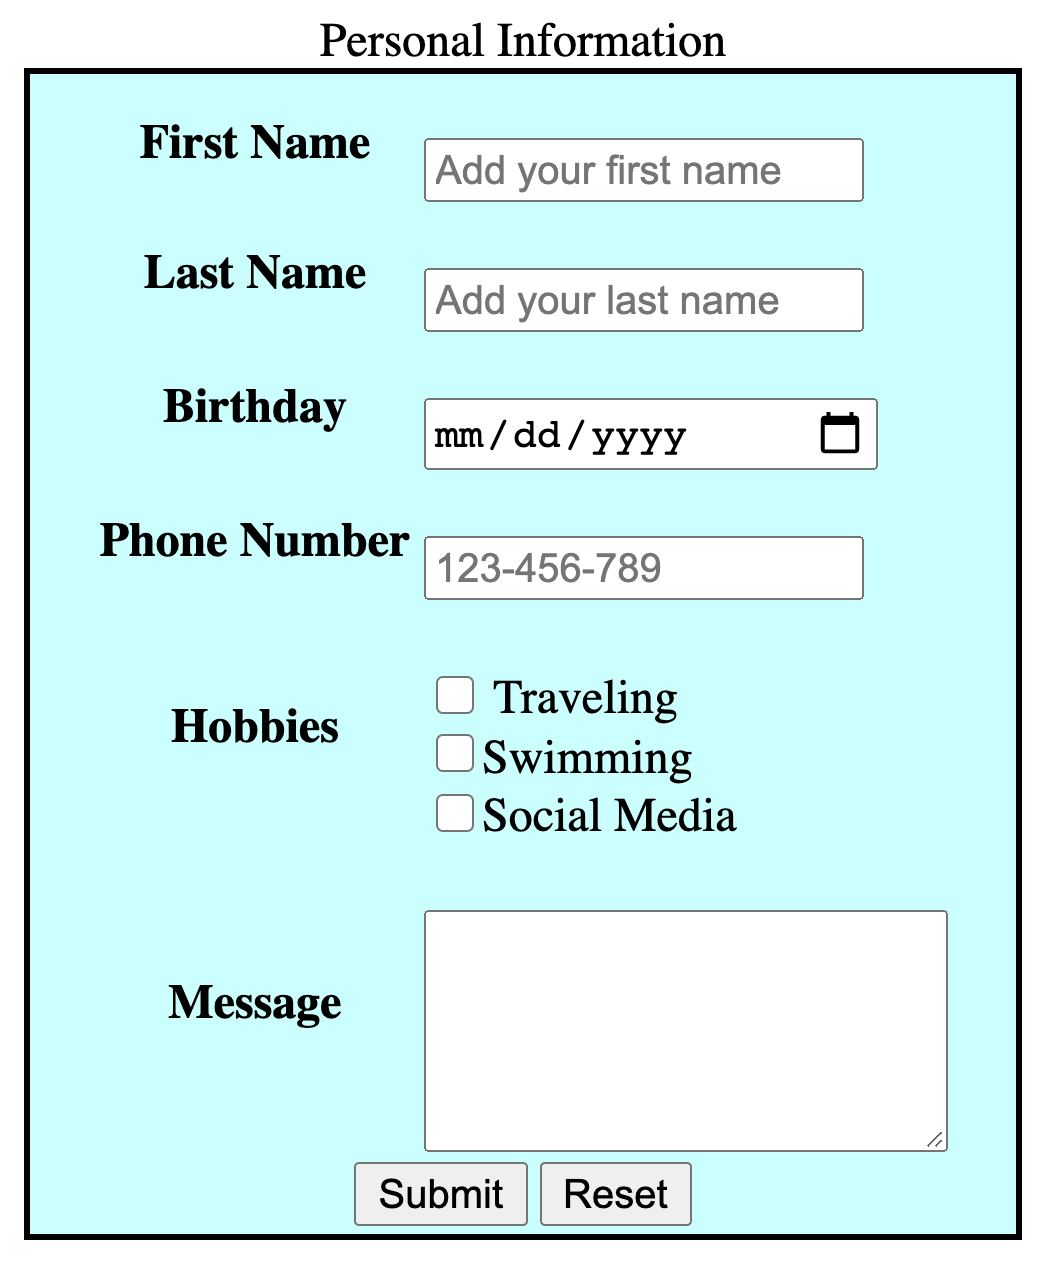 Personal Information
First Name
Add your first name
Last Name
Add your last name
Birthday
mm/dd/yyyy
Phone Number
123-456-789
Hobbies
Traveling
Swimming
Social Media
Message
Submit Reset